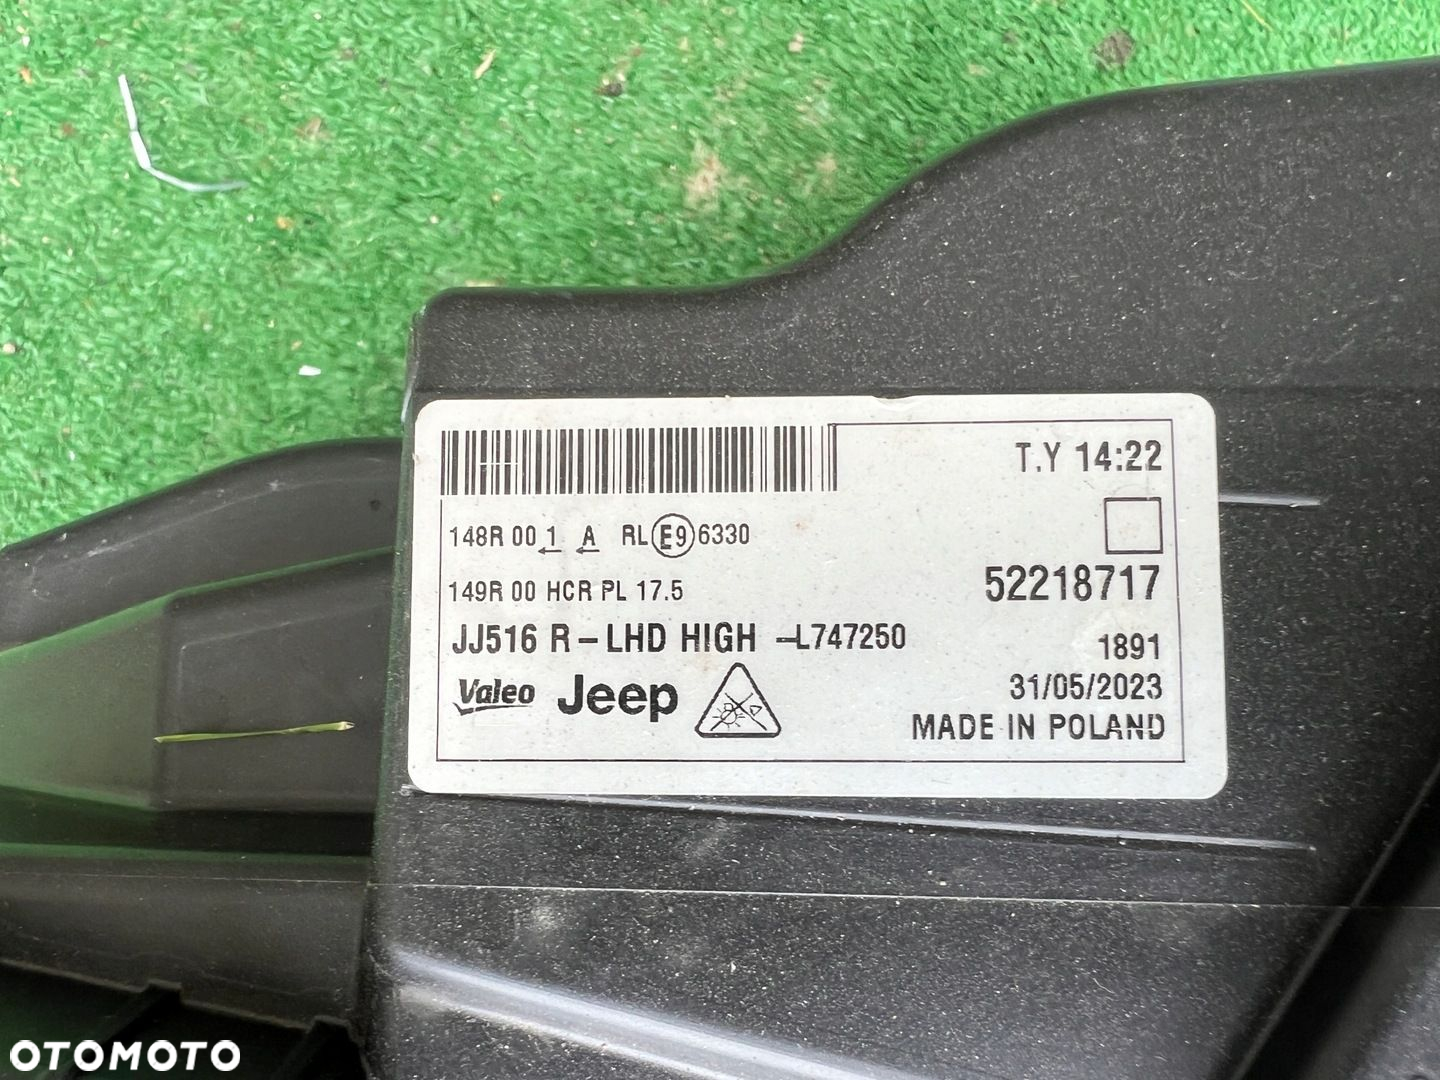 T.Y 14:22
148R 00 1 A RL E9 6330
149R 00 HCR PL 17.5
52218717
JJ516 R-LHD HIGH -L747250
1891
31/05/2023
Valeo Jeep
MADE IN POLAND
OTOMOTO